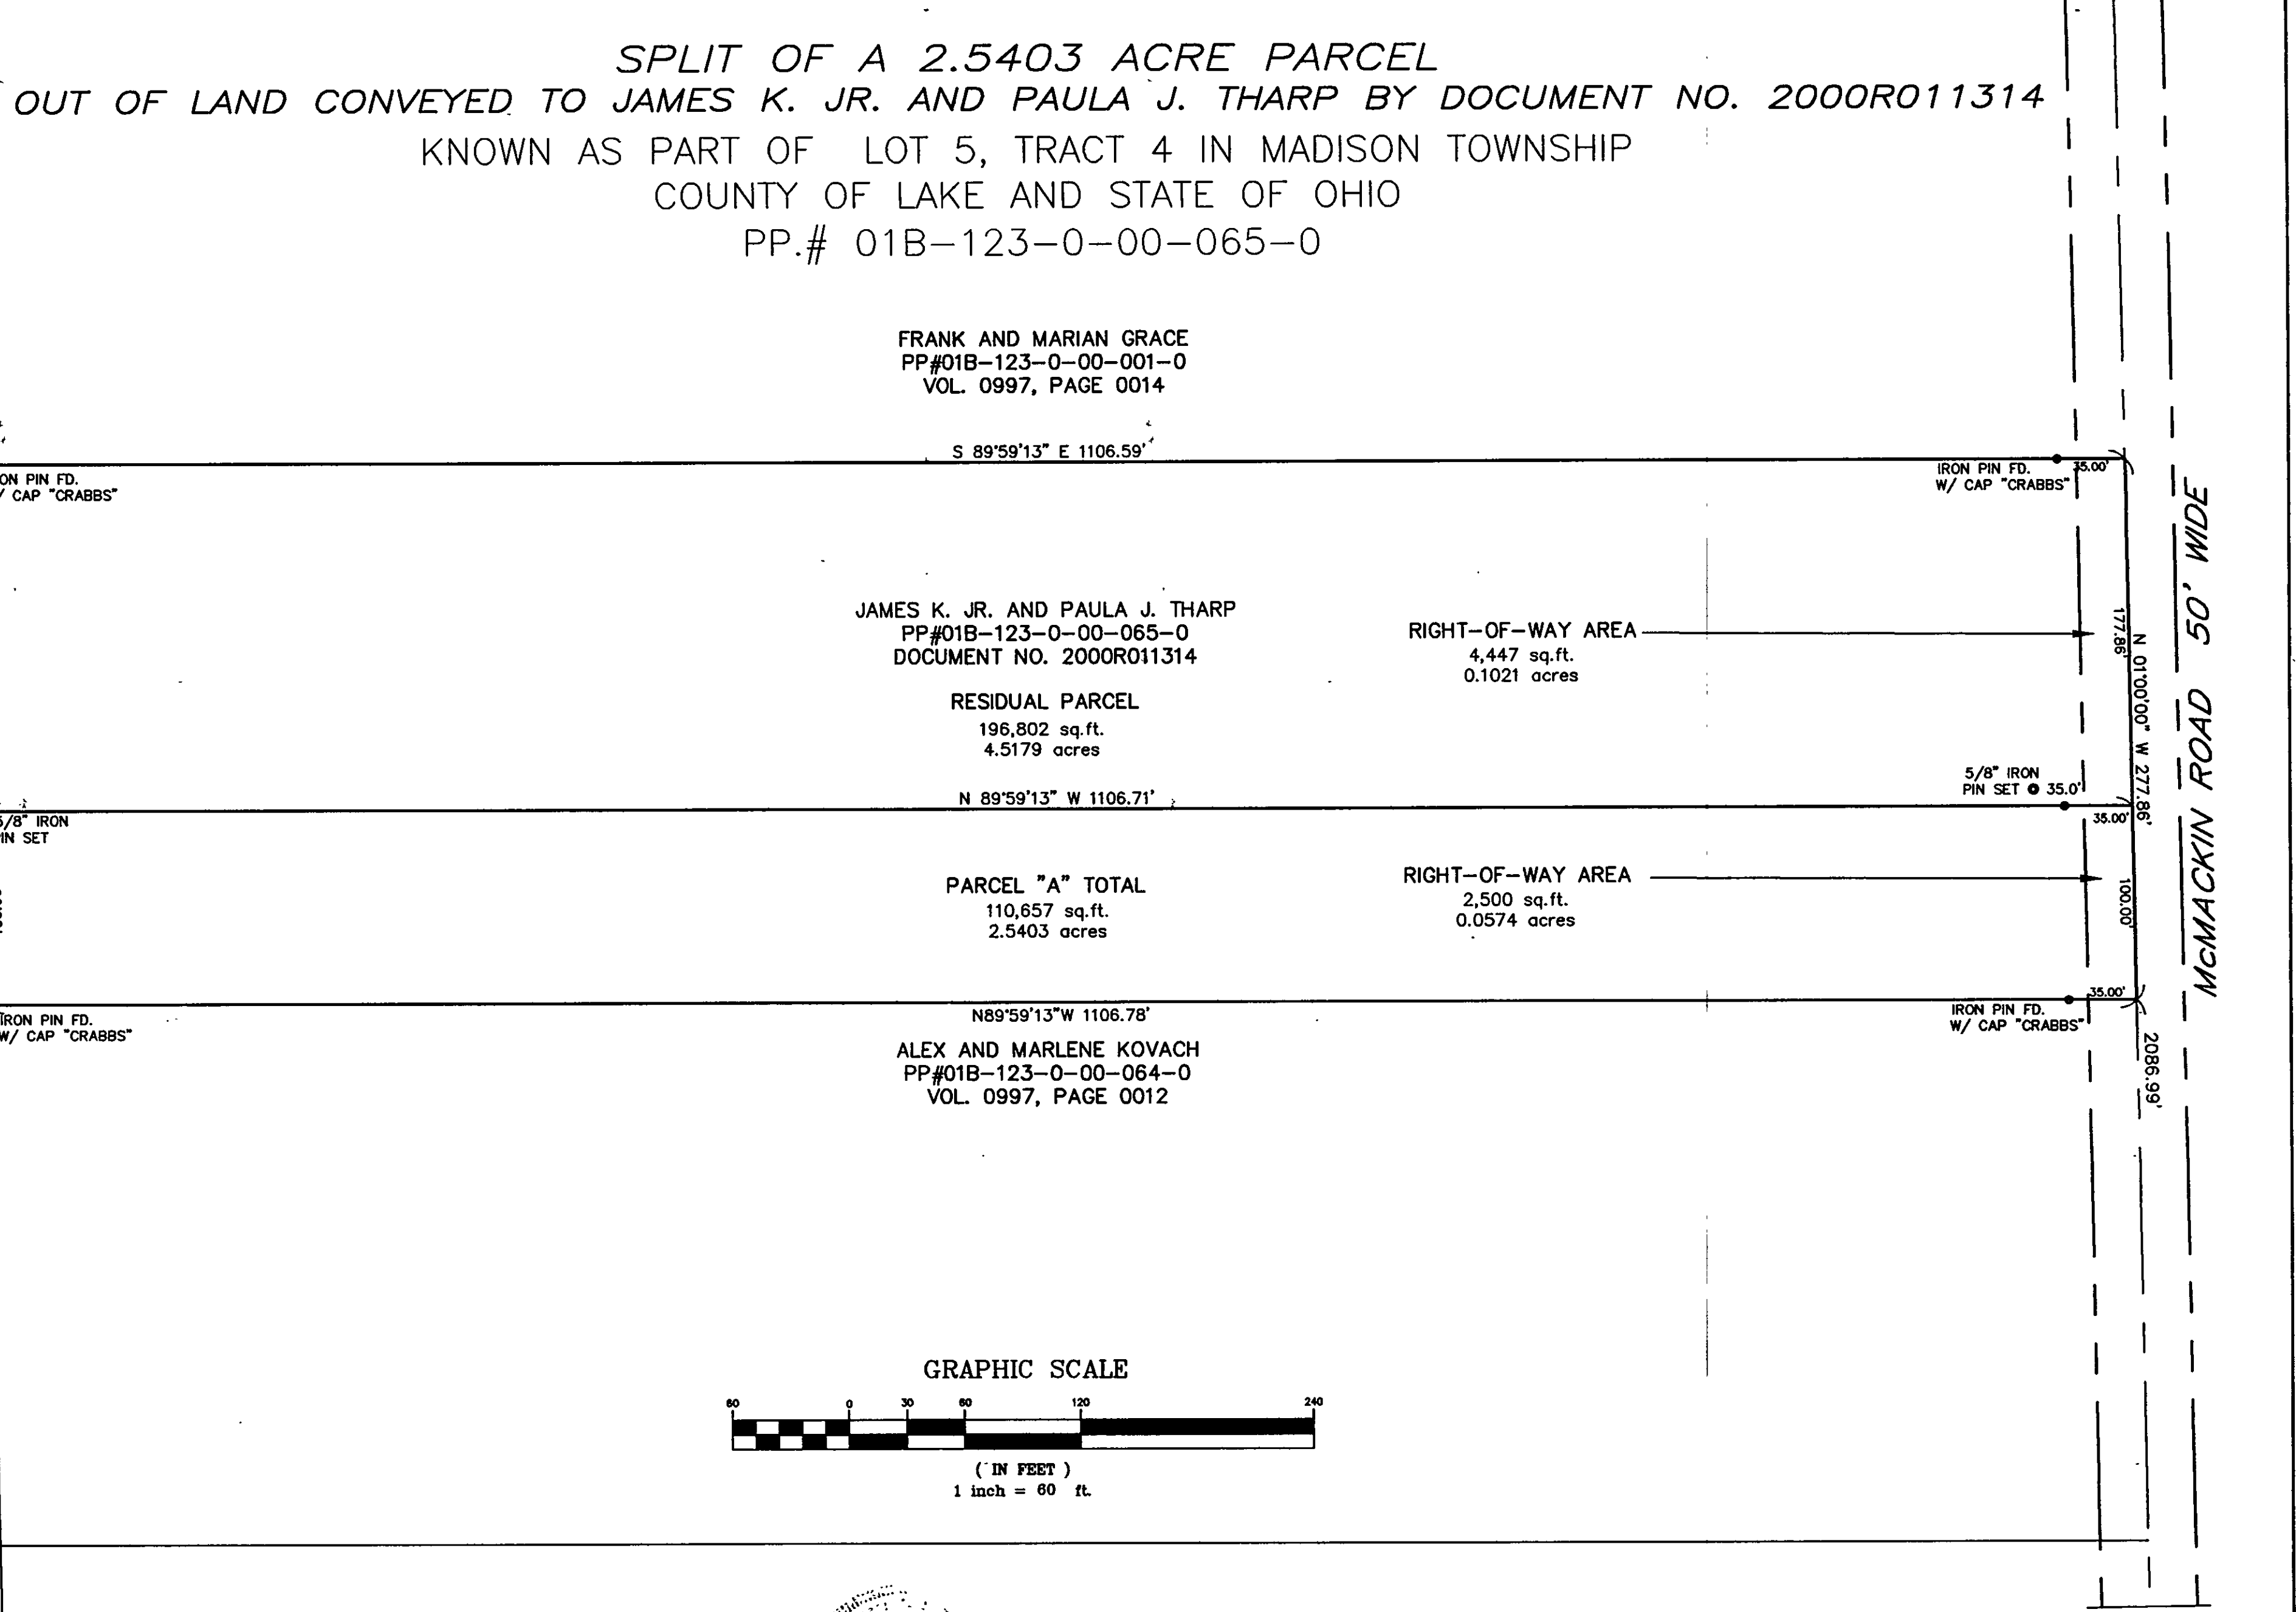 SPLIT OF A 2.5403 ACRE PARCEL
OUT OF LAND CONVEYED TO JAMES K. JR. AND PAULA J. THARP BY DOCUMENT NO. 2000R011314
KNOWN AS PART OF LOT 5, TRACT 4 IN MADISON TOWNSHIP
COUNTY OF LAKE AND STATE OF OHIO
PP.# 01B-123-0-00-065-0
FRANK AND MARIAN GRACE
PP#01B-123-0-00-001-0
VOL. 0997, PAGE 0014
S 89°59'13" E 1106.59'
ON PIN FD.
/ CAP "CRABBS"
IRON PIN FD.
W/ CAP "CRABBS"
35.00'
JAMES K. JR. AND PAULA J. THARP
PP#01B-123-0-00-065-0
DOCUMENT NO. 2000R011314
RESIDUAL PARCEL
196,802 sq.ft.
4.5179 acres
RIGHT-OF-WAY AREA
4,447 sq.ft.
0.1021 acres
177.86'
N 01°00'00" W 277.86'
McMACKIN ROAD 50' WIDE
N 89°59'13" W 1106.71'
5/8" IRON
PIN SET @ 35.0'
35.00'
5/8" IRON
IN SET
PARCEL "A" TOTAL
110,657 sq.ft.
2.5403 acres
RIGHT-OF-WAY AREA
2,500 sq.ft.
0.0574 acres
100.00'
35.00'
N89°59'13"W 1106.78'
IRON PIN FD.
W/ CAP "CRABBS"
IRON PIN FD.
W/ CAP "CRABBS"
2086.99'
ALEX AND MARLENE KOVACH
PP#01B-123-0-00-064-0
VOL. 0997, PAGE 0012
GRAPHIC SCALE
60 0 30 60 120 240
( IN FEET )
1 inch = 60 ft.